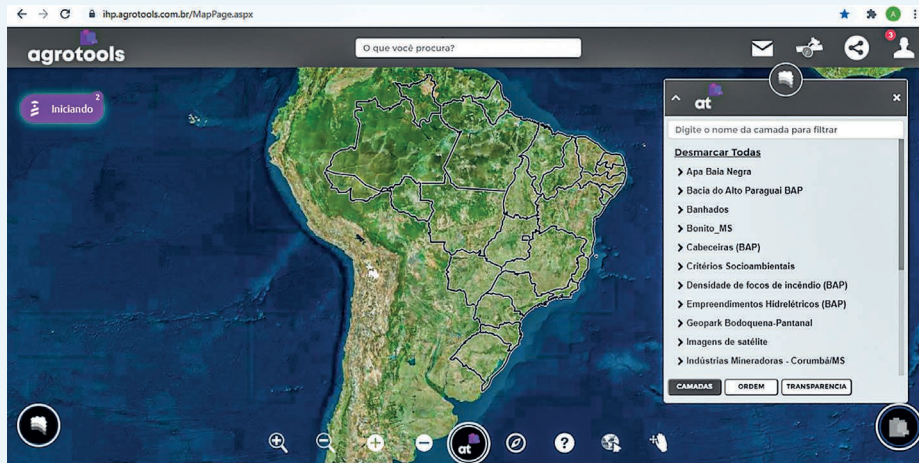 ihp.agrotools.com.br/MapPage.aspx
A
agrotools
O que você procura?
3
Iniciando
2
at
Digite o nome da camada para filtrar
Desmarcar Todas
Apa Baia Negra
Bacia do Alto Paraguai BAP
Banhados
Bonito_MS
Cabeceiras (BAP)
Critérios Socioambientais
Densidade de focos de incêndio (BAP)
Empreendimentos Hidrelétricos (BAP)
Geopark Bodoquena-Pantanal
Imagens de satélite
Indústrias Mineradoras - Corumbá/MS
CAMADAS ORDEM TRANSPARENCIA
at
?